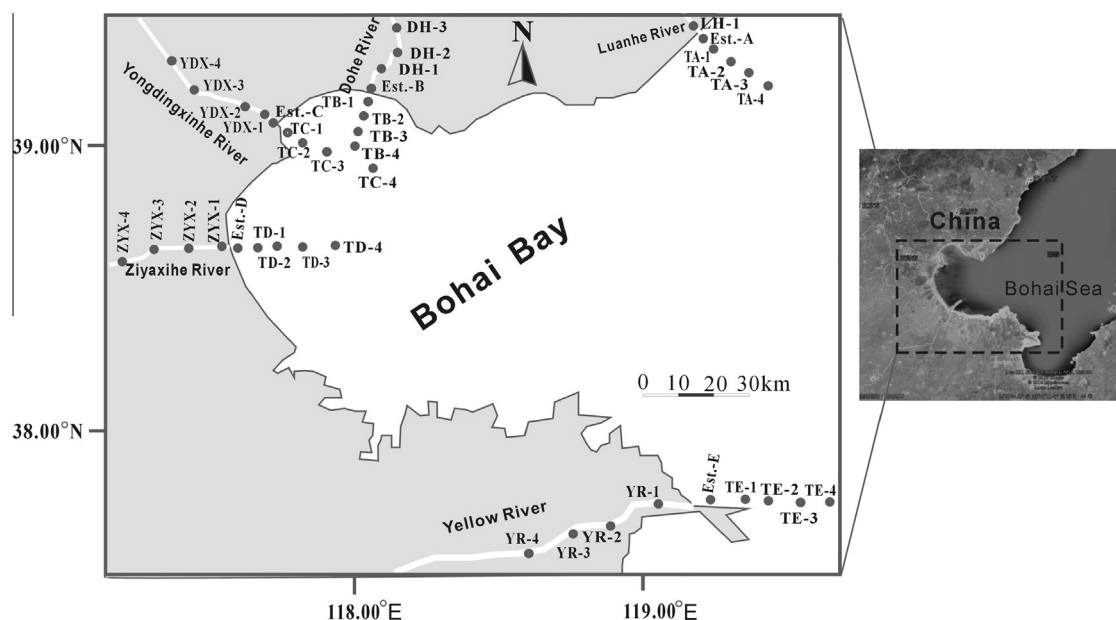 DH-3
N
LH-1
Luanhe River
Est.-A
DH-2
TA-1
YDX-4
Dohe River
DH-1
TA-2
TA-3
TA-4
Yongdingxinhe River
YDX-3
Est.-B
TB-1
YDX-2
Est.-C
TB-2
YDX-1
TC-1
TB-3
39.00°N
TC-2
TB-4
TC-3
TC-4
China
ZYX-4
ZYX-3
ZYX-2
ZYX-1
Est.-D
TD-1
TD-4
TD-2
TD-3
Ziyaxihe River
Bohai Bay
Bohai Sea
0 10 20 30km
38.00°N
Est.-E
YR-1
TE-1
TE-2
TE-4
TE-3
Yellow River
YR-2
YR-4
YR-3
118.00°E
119.00°E